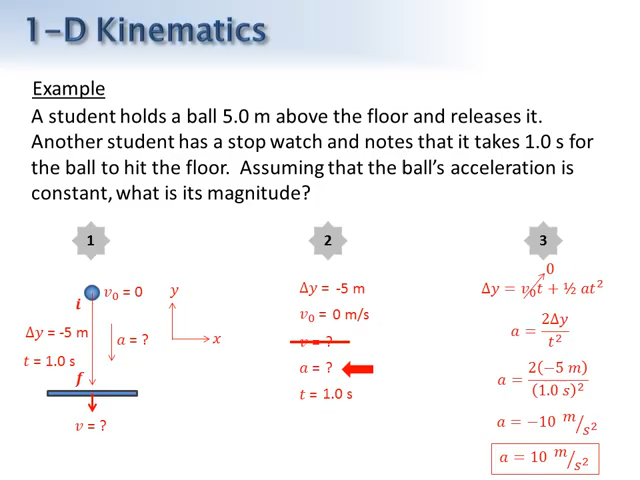 1-D Kinematics
Example
A student holds a ball 5.0 m above the floor and releases it.
Another student has a stop watch and notes that it takes 1.0 s for
the ball to hit the floor. Assuming that the ball's acceleration is
constant, what is its magnitude?
1
i
v₀ = 0
Δy = -5 m
t = 1.0 s
a = ?
f
v = ?
y
x
2
Δy = -5 m
v₀ = 0 m/s
v = ?
a = ?
t = 1.0 s
3
0
Δy = v₀t + ½ at²
a = 2Δy / t²
a = 2(−5 m) / (1.0 s)²
a = −10 m/s²
a = 10 m/s²